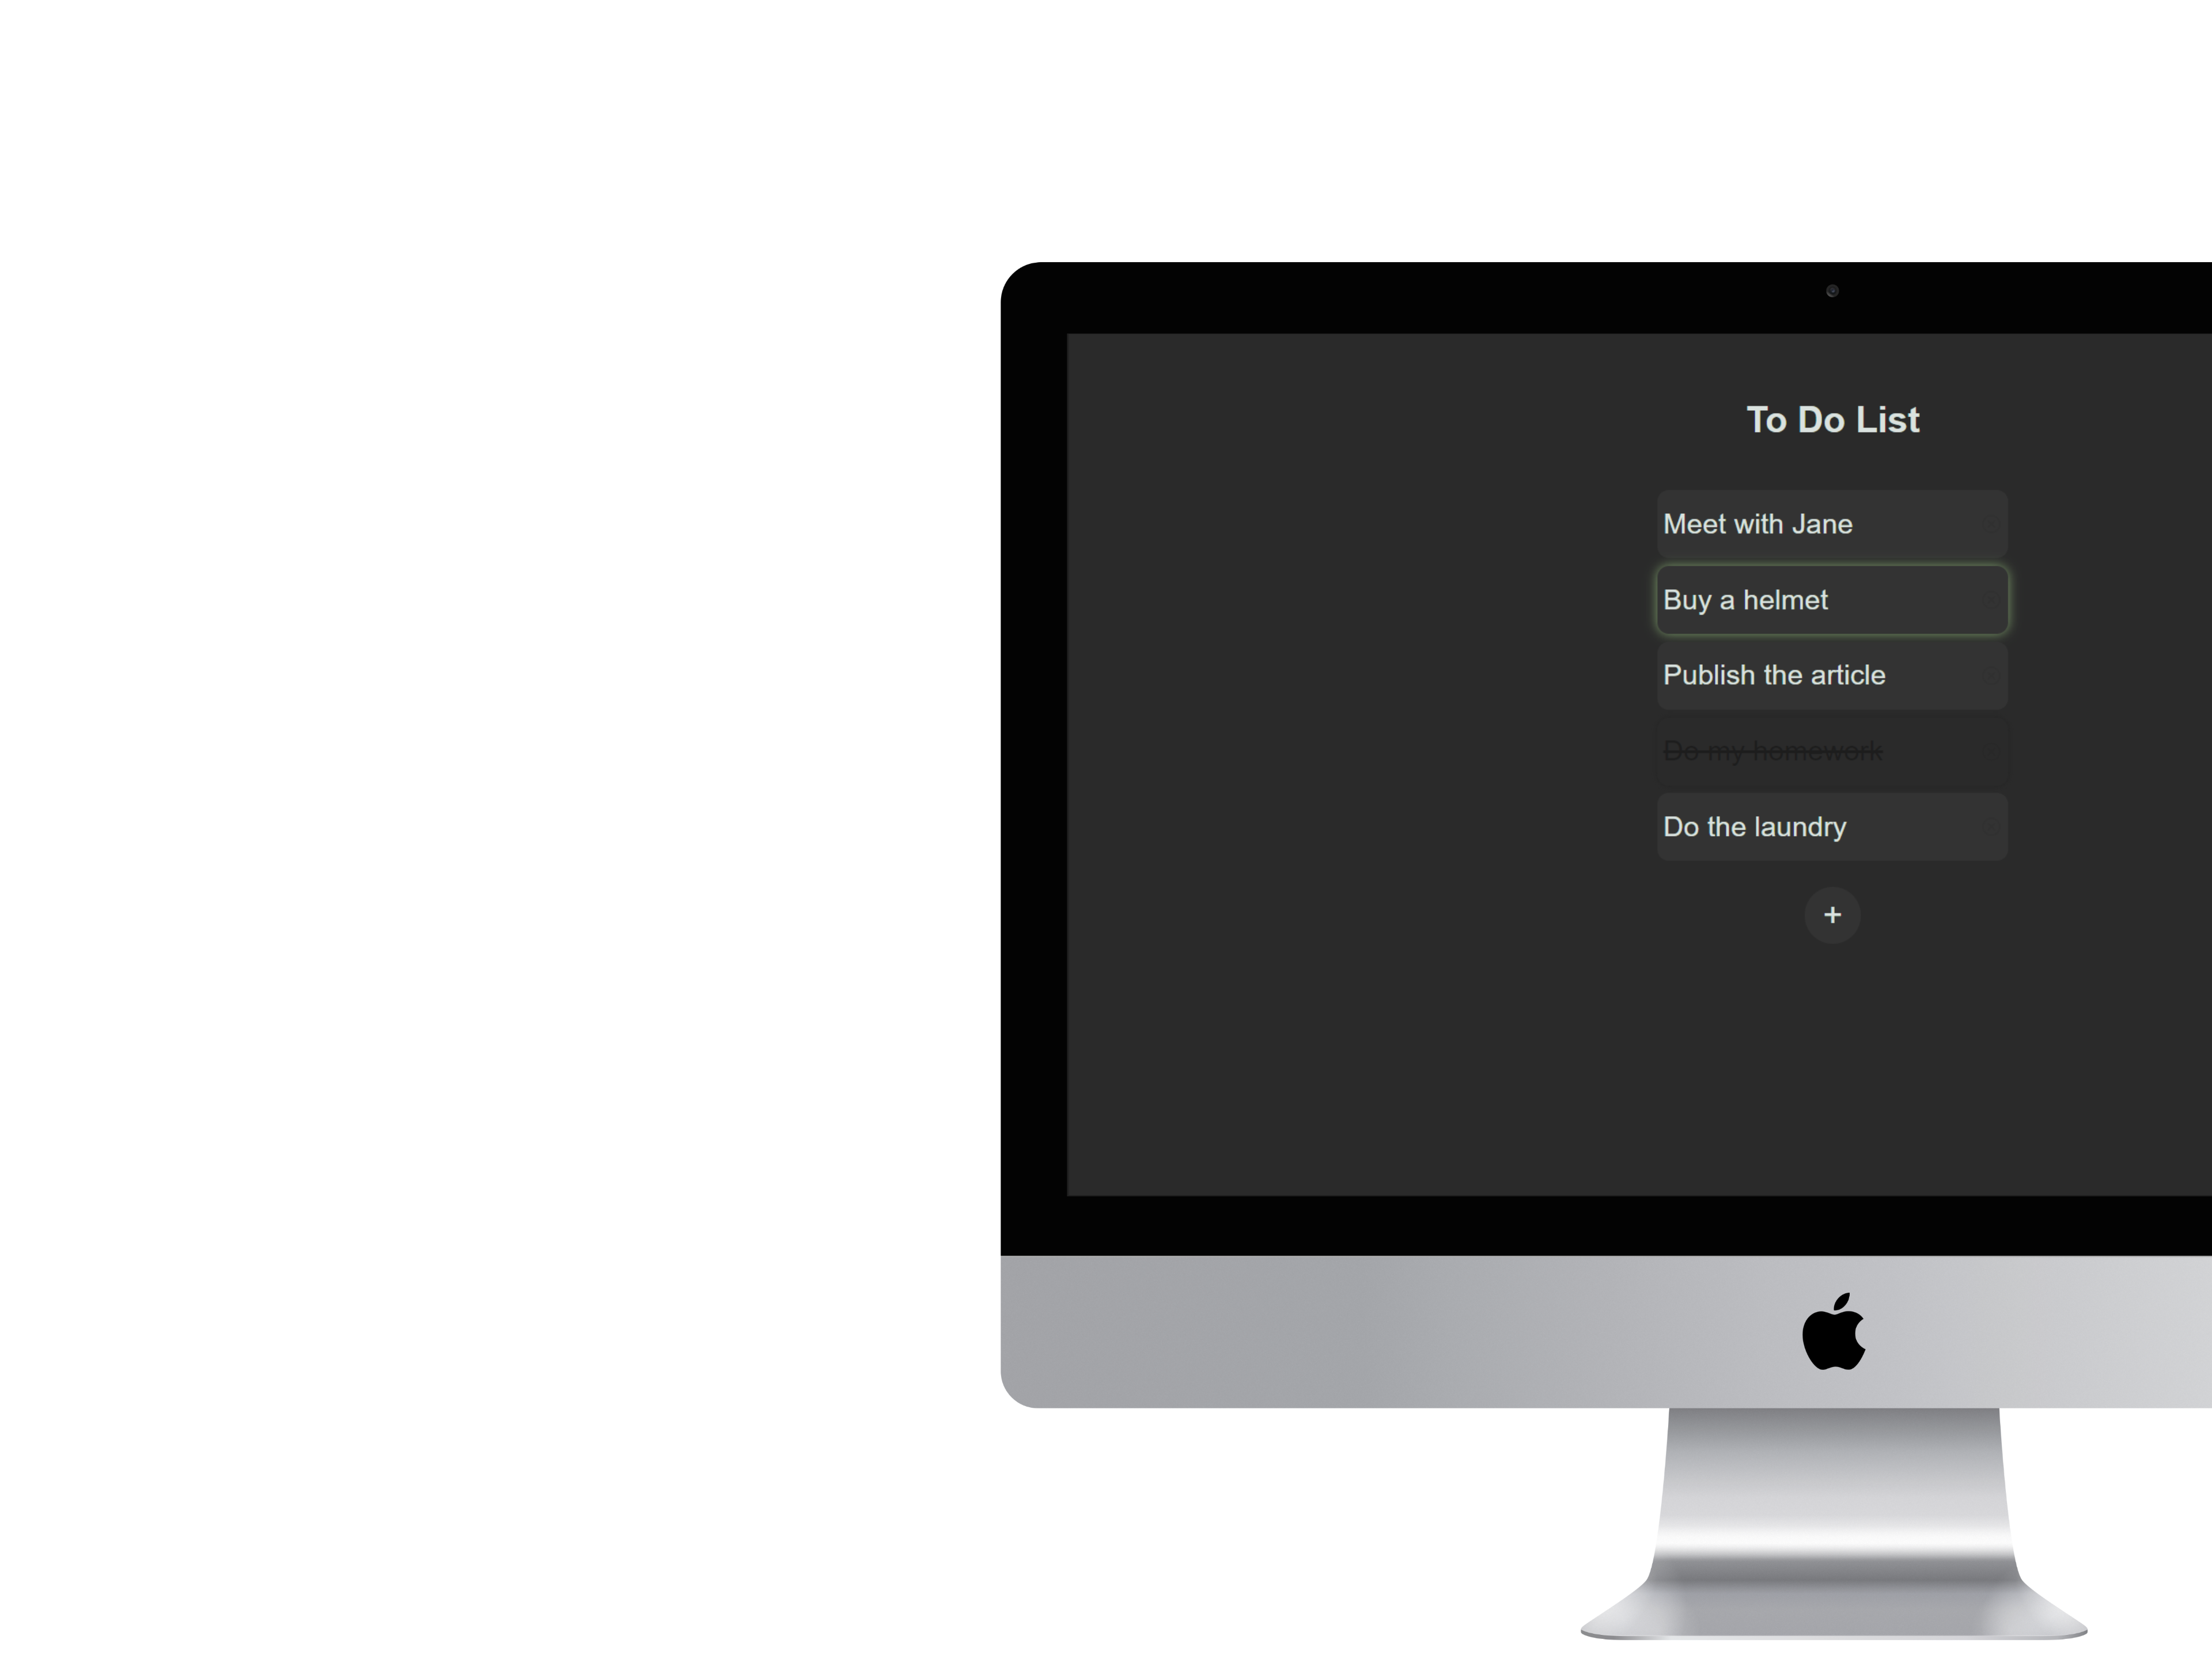 To Do List
Meet with Jane
Buy a helmet
Publish the article
Do my homework
Do the laundry
+